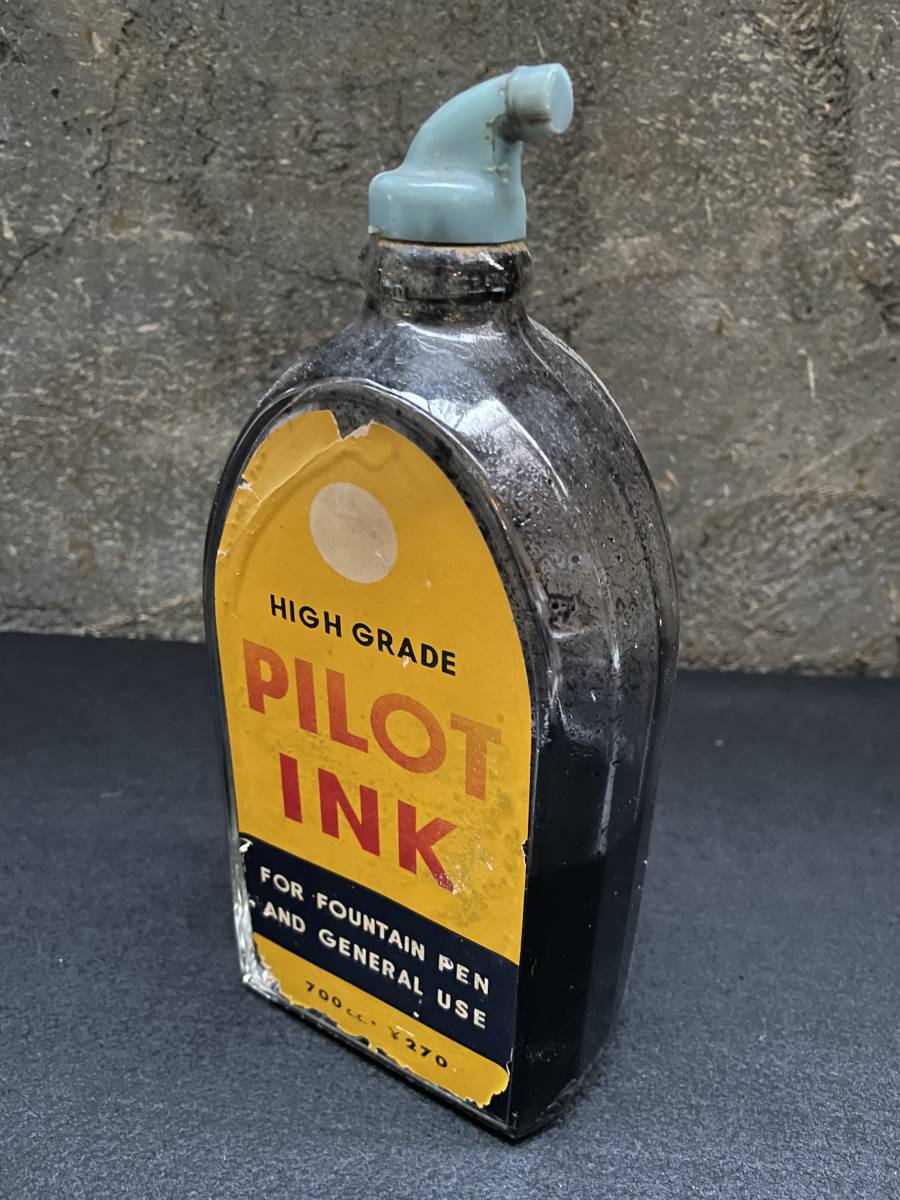 HIGH GRADE
PILOT
INK
FOR FOUNTAIN PEN
AND GENERAL USE
700cc. ¥270